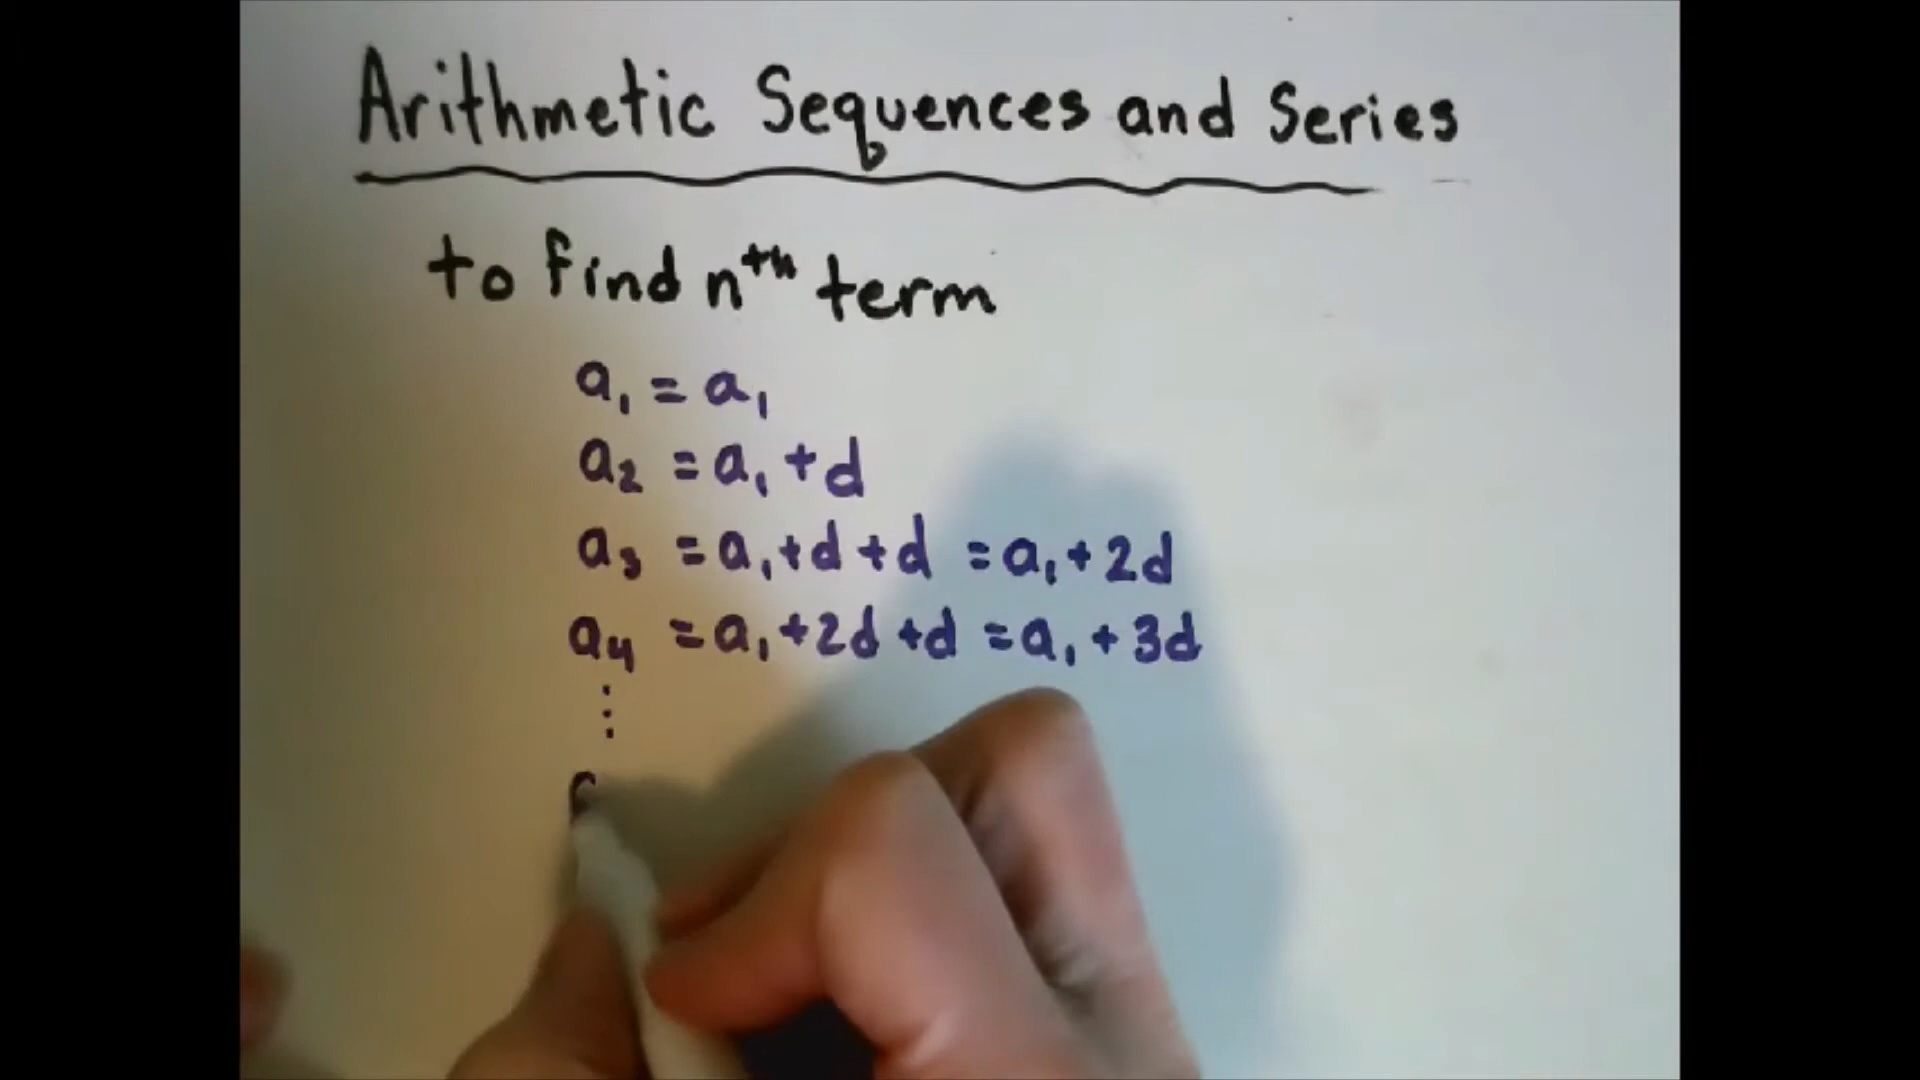 Arithmetic Sequences and Series
to find nᵗʰ term
a₁ = a₁
a₂ = a₁ + d
a₃ = a₁ + d + d = a₁ + 2d
a₄ = a₁ + 2d + d = a₁ + 3d
⋮